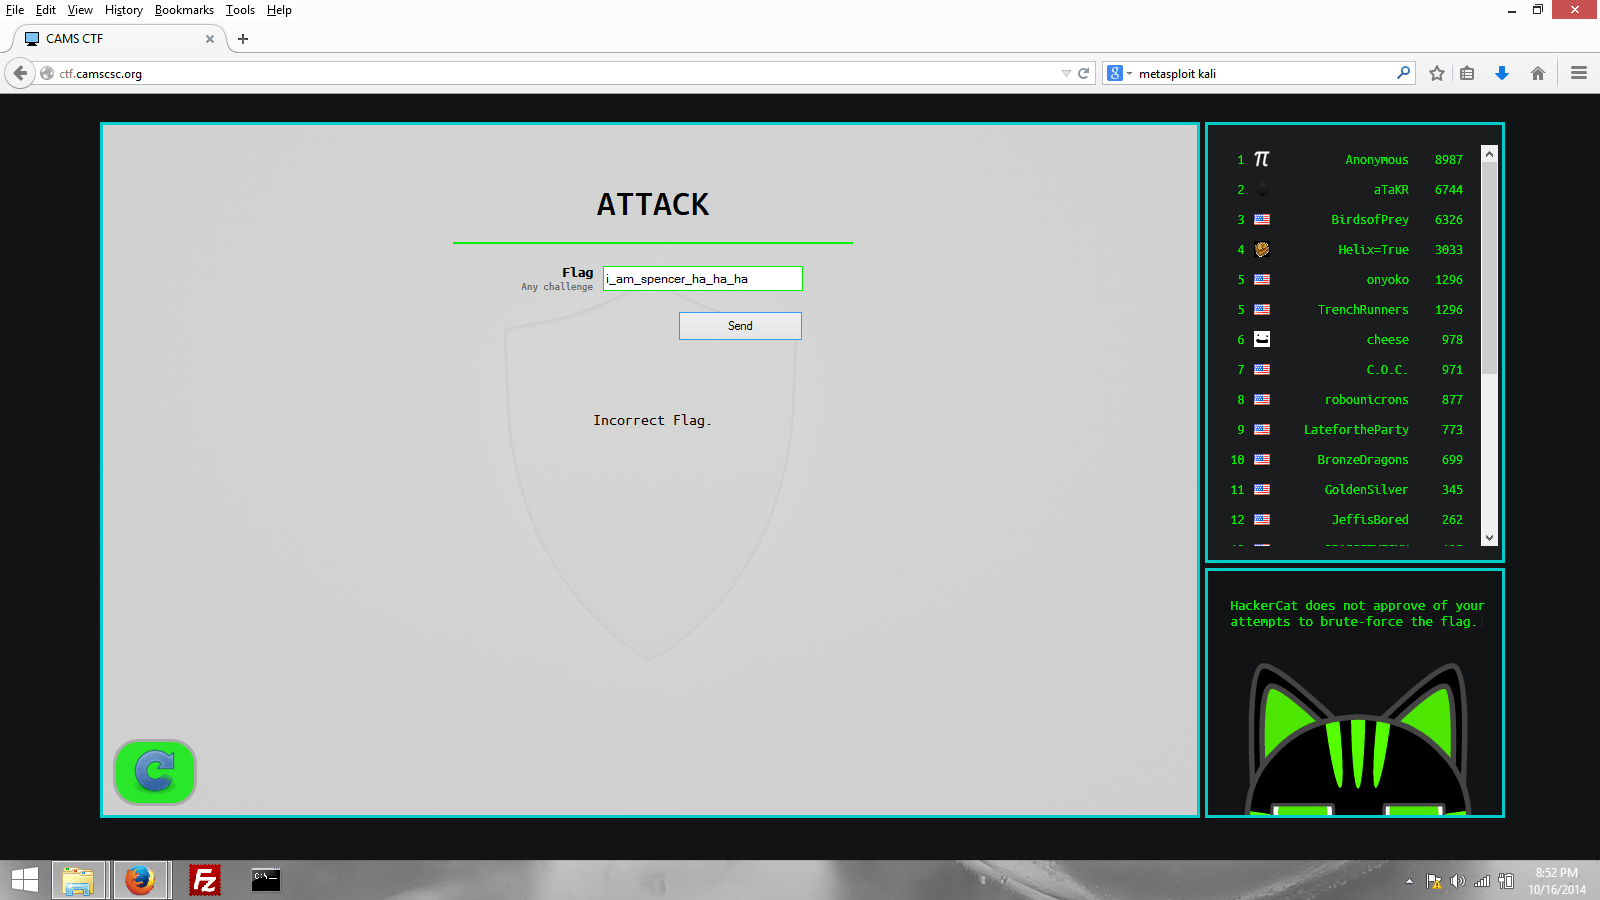 File Edit View History Bookmarks Tools Help
CAMS CTF
ctf.camscsc.org
metasploit kali
ATTACK
Flag
Any challenge
i_am_spencer_ha_ha_ha
Send
Incorrect Flag.
1 π Anonymous 8987
2 aTaKR 6744
3 BirdsofPrey 6326
4 Helix=True 3033
5 onyoko 1296
5 TrenchRunners 1296
6 cheese 978
7 C.O.C. 971
8 robounicrons 877
9 LatefortheParty 773
10 BronzeDragons 699
11 GoldenSilver 345
12 JeffisBored 262
HackerCat does not approve of your
attempts to brute-force the flag.
8:52 PM
10/16/2014